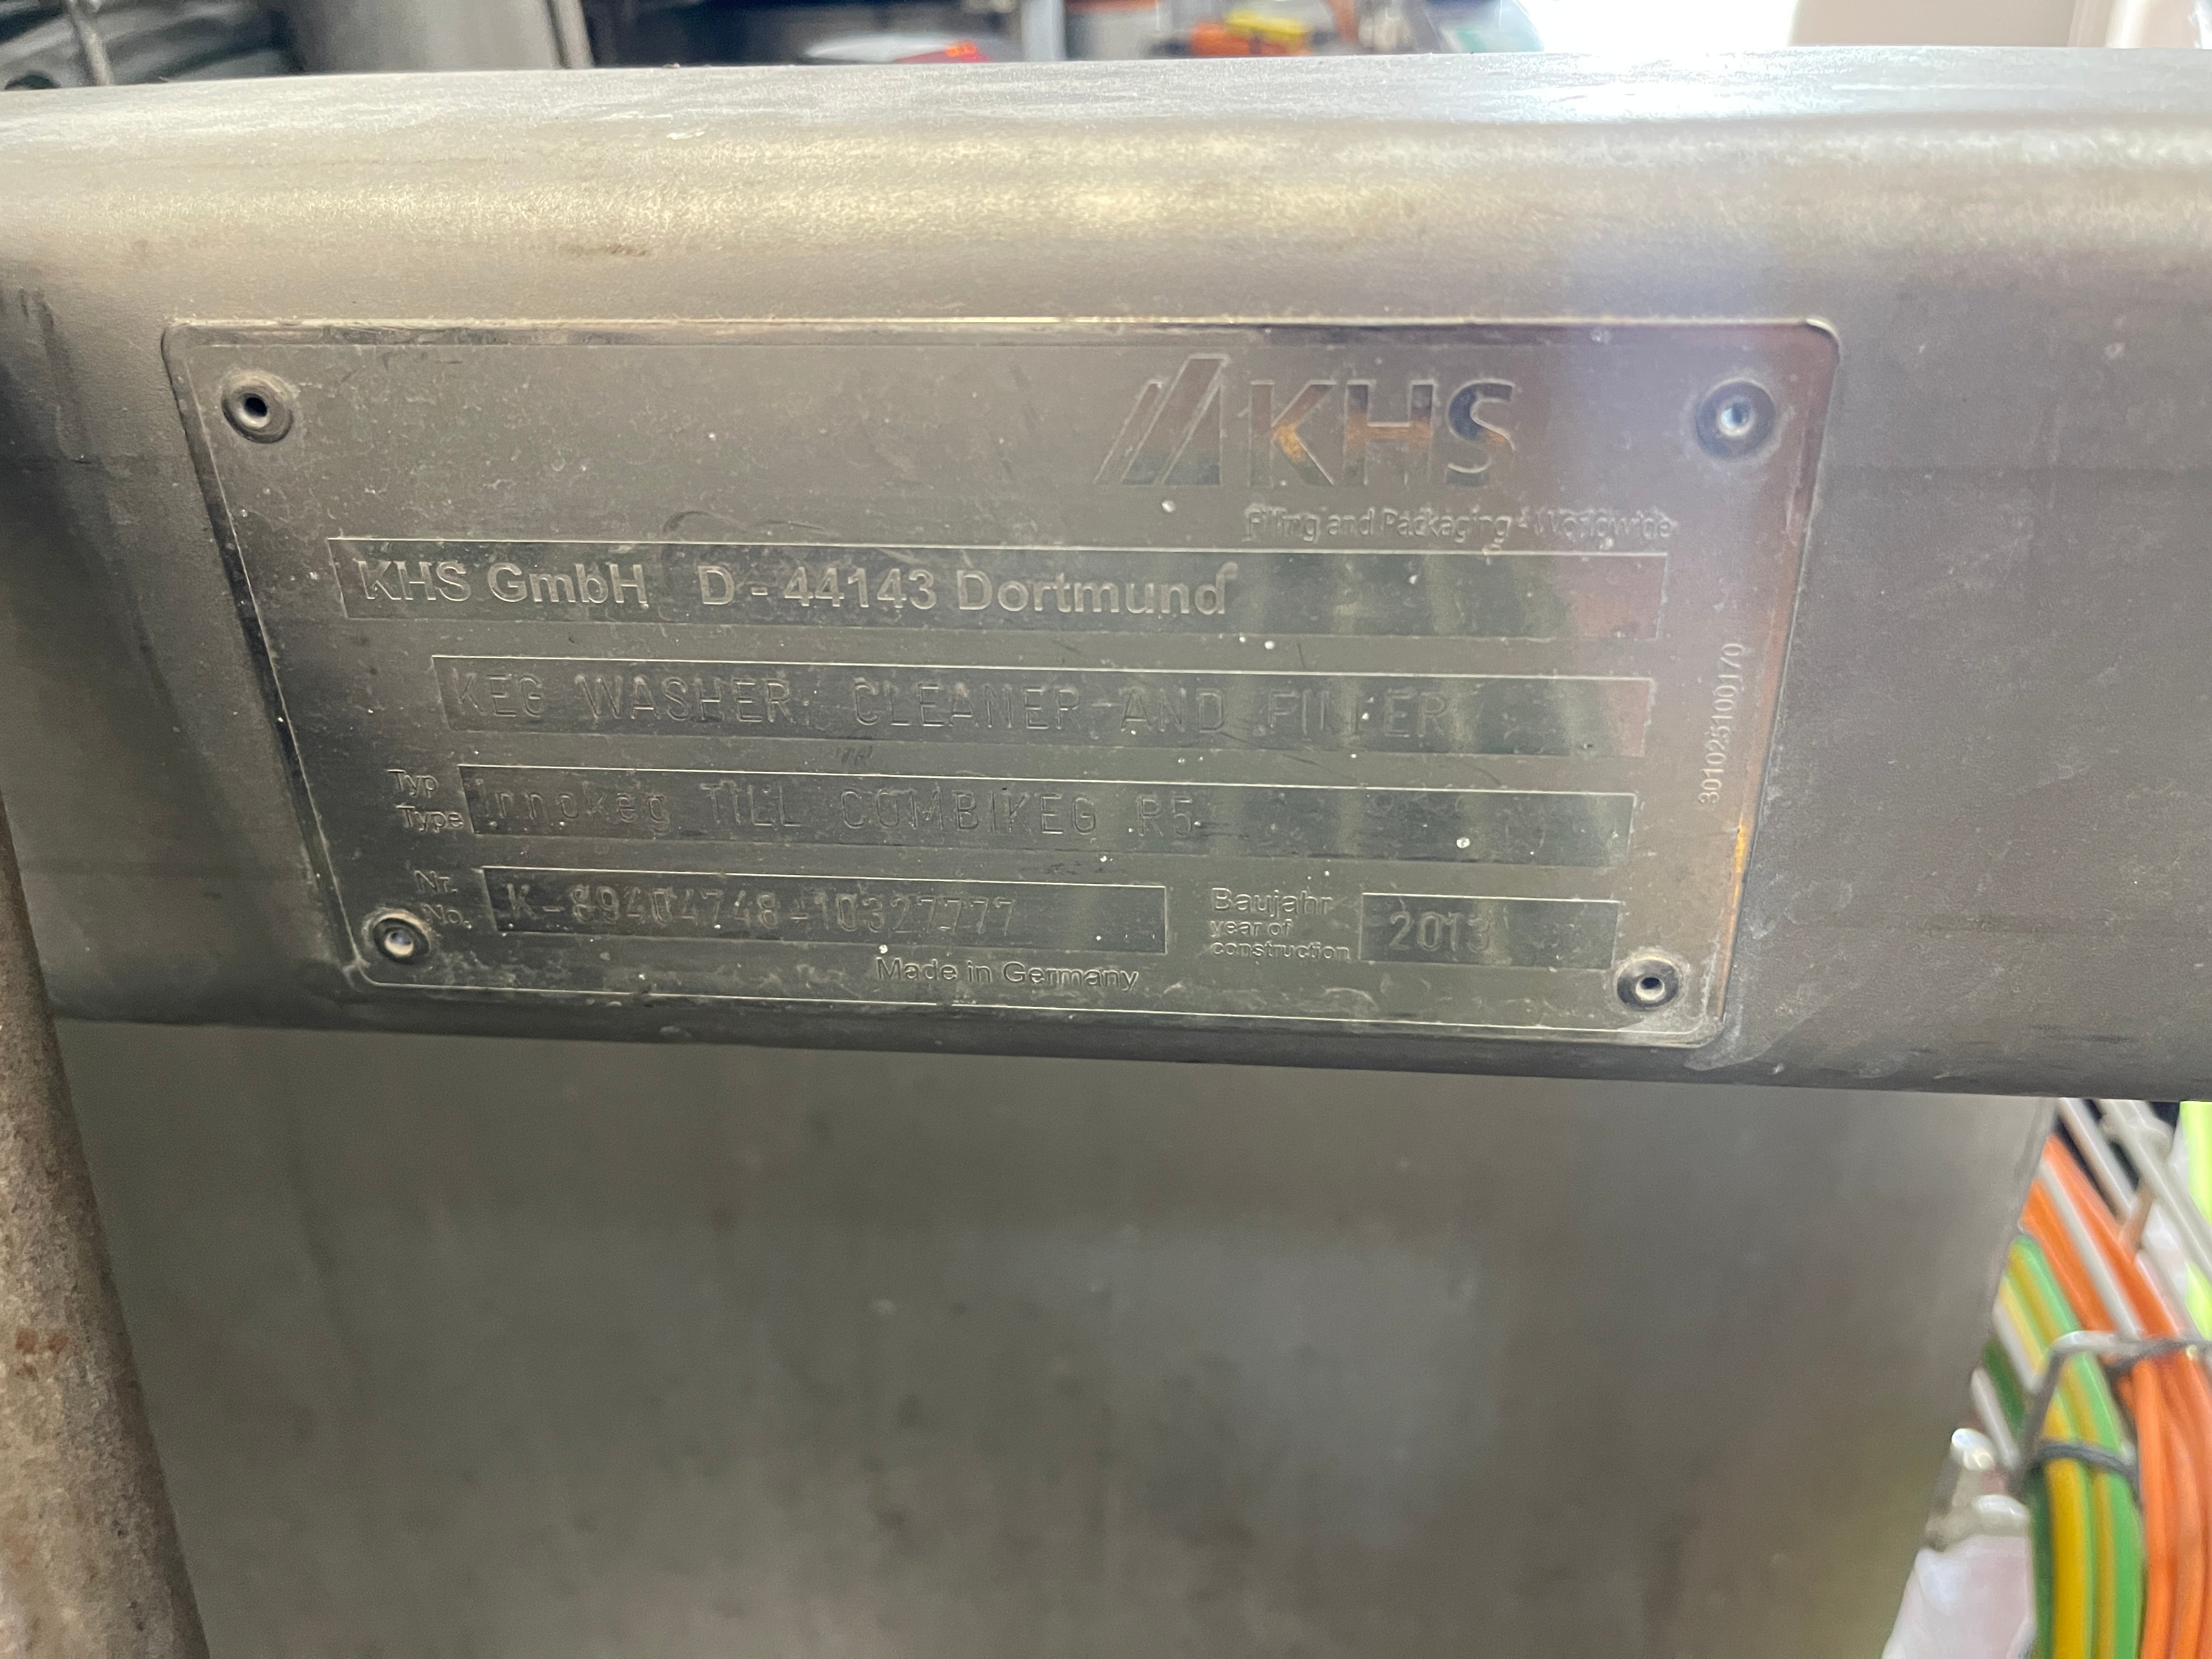 KHS
Filling and Packaging - Worldwide
KHS GmbH D - 44143 Dortmund
KEG WASHER, CLEANER AND FILLER
Typ
Type
Innokeg TILL COMBIKEG R5
Nr.
No.
K-89404748-10327777
Baujahr
year of
construction
2013
Made in Germany
301025100170